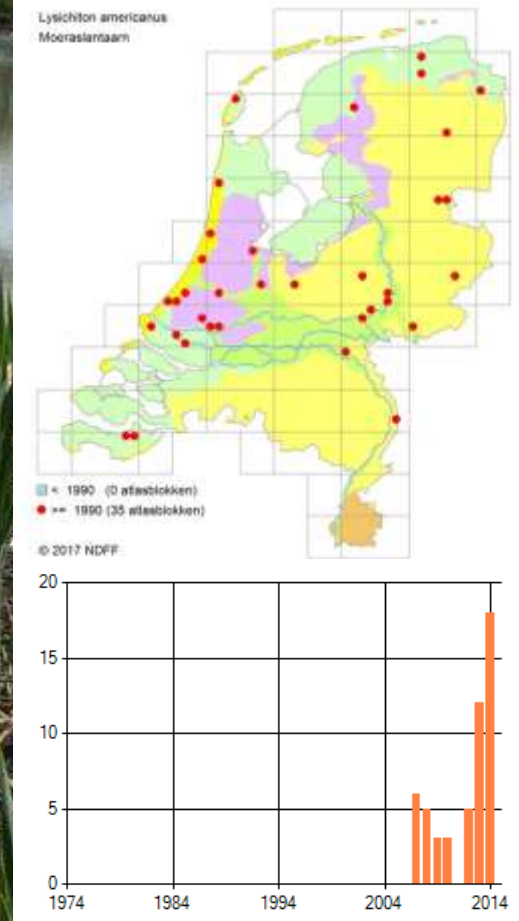 Lysichiton americanus
Moeraslantaarn
< 1990 (0 atlasblokken)
>= 1990 (35 atlasblokken)
© 2017 NDFF
20
15
10
5
0
1974 1984 1994 2004 2014